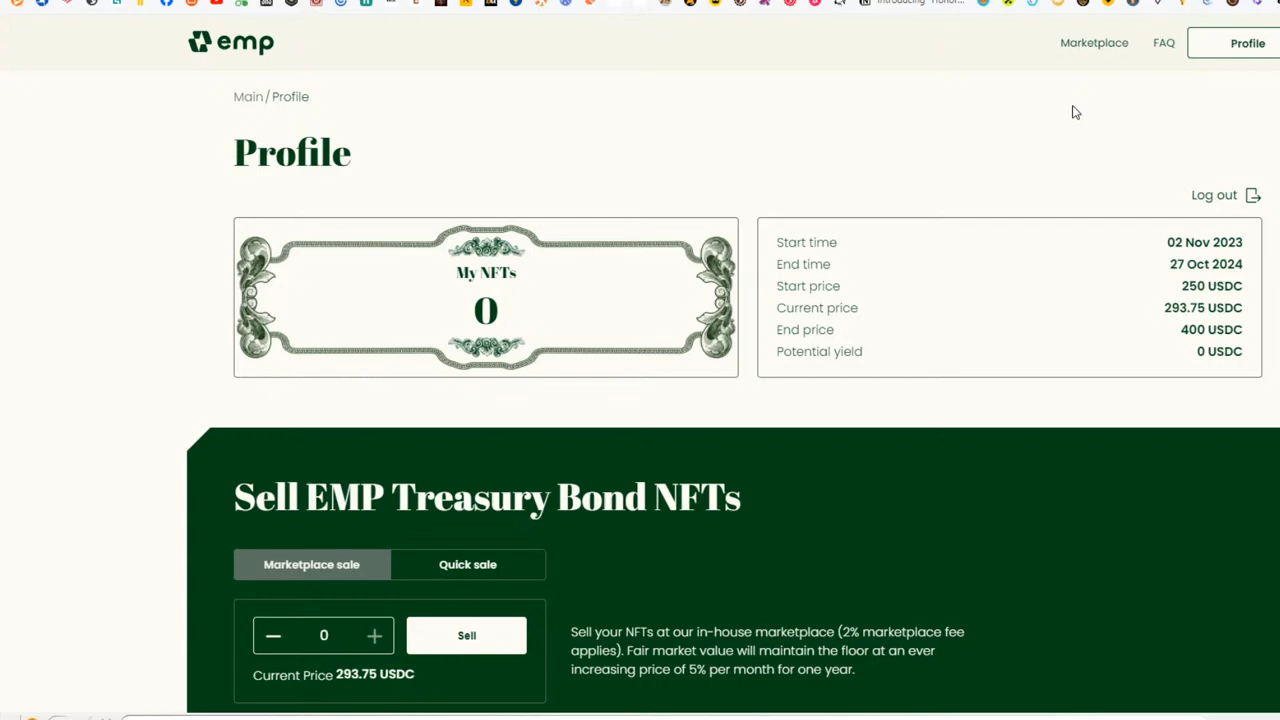 Introducing "Honor...
emp
Marketplace
FAQ
Profile
Main / Profile
Profile
Log out
My NFTs
0
Start time 02 Nov 2023
End time 27 Oct 2024
Start price 250 USDC
Current price 293.75 USDC
End price 400 USDC
Potential yield 0 USDC
Sell EMP Treasury Bond NFTs
Marketplace sale
Quick sale
0
Sell
Current Price 293.75 USDC
Sell your NFTs at our in-house marketplace (2% marketplace fee
applies). Fair market value will maintain the floor at an ever
increasing price of 5% per month for one year.